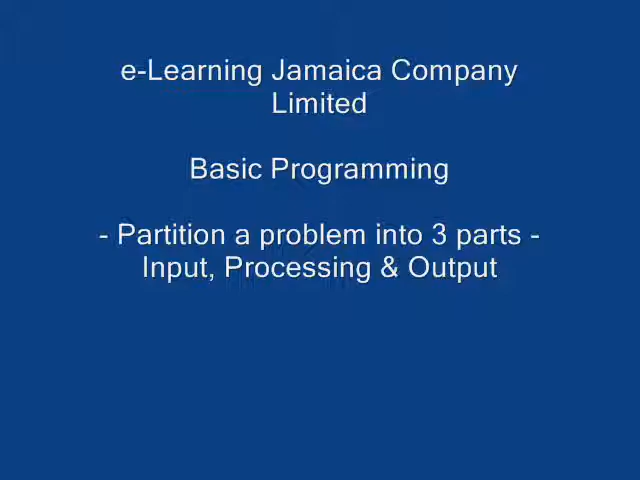 e-Learning Jamaica Company
Limited
Basic Programming
- Partition a problem into 3 parts -
Input, Processing & Output